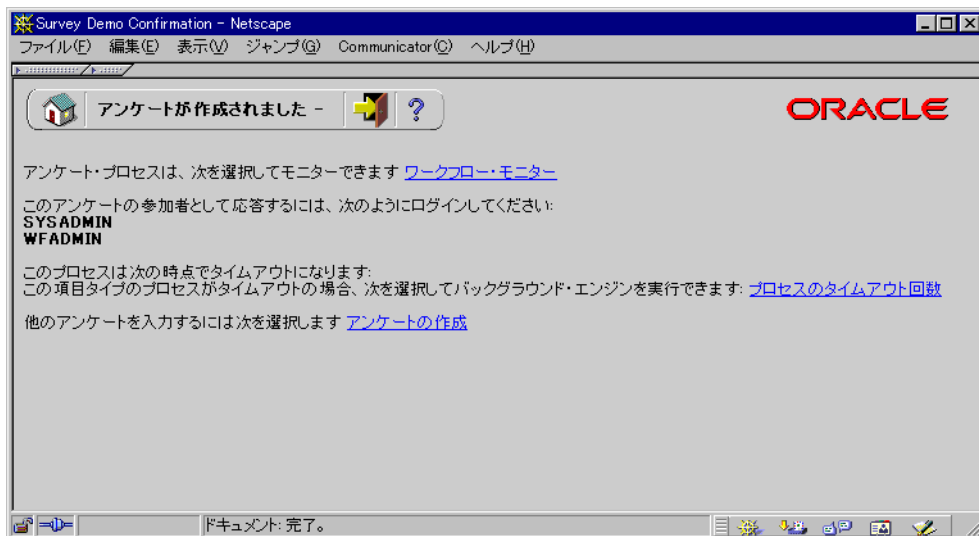 Survey Demo Confirmation - Netscape
ファイル(F) 編集(E) 表示(V) ジャンプ(G) Communicator(C) ヘルプ(H)
アンケートが作成されました -
?
ORACLE
アンケート・プロセスは、次を選択してモニターできます ワークフロー・モニター
このアンケートの参加者として応答するには、次のようにログインしてください:
SYSADMIN
WFADMIN
このプロセスは次の時点でタイムアウトになります:
この項目タイプのプロセスがタイムアウトの場合、次を選択してバックグラウンド・エンジンを実行できます: プロセスのタイムアウト回数
他のアンケートを入力するには次を選択します アンケートの作成
ドキュメント: 完了。